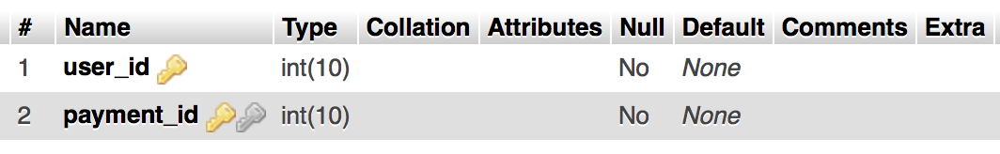 # Name Type Collation Attributes Null Default Comments Extra
1 user_id int(10) No None
2 payment_id int(10) No None